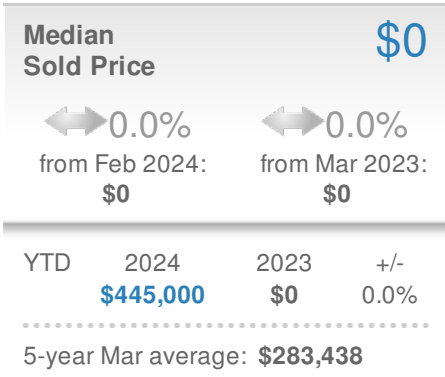 Median $0
Sold Price
0.0% 0.0%
from Feb 2024: from Mar 2023:
$0 $0
YTD 2024 2023 +/-
$445,000 $0 0.0%
5-year Mar average: $283,438